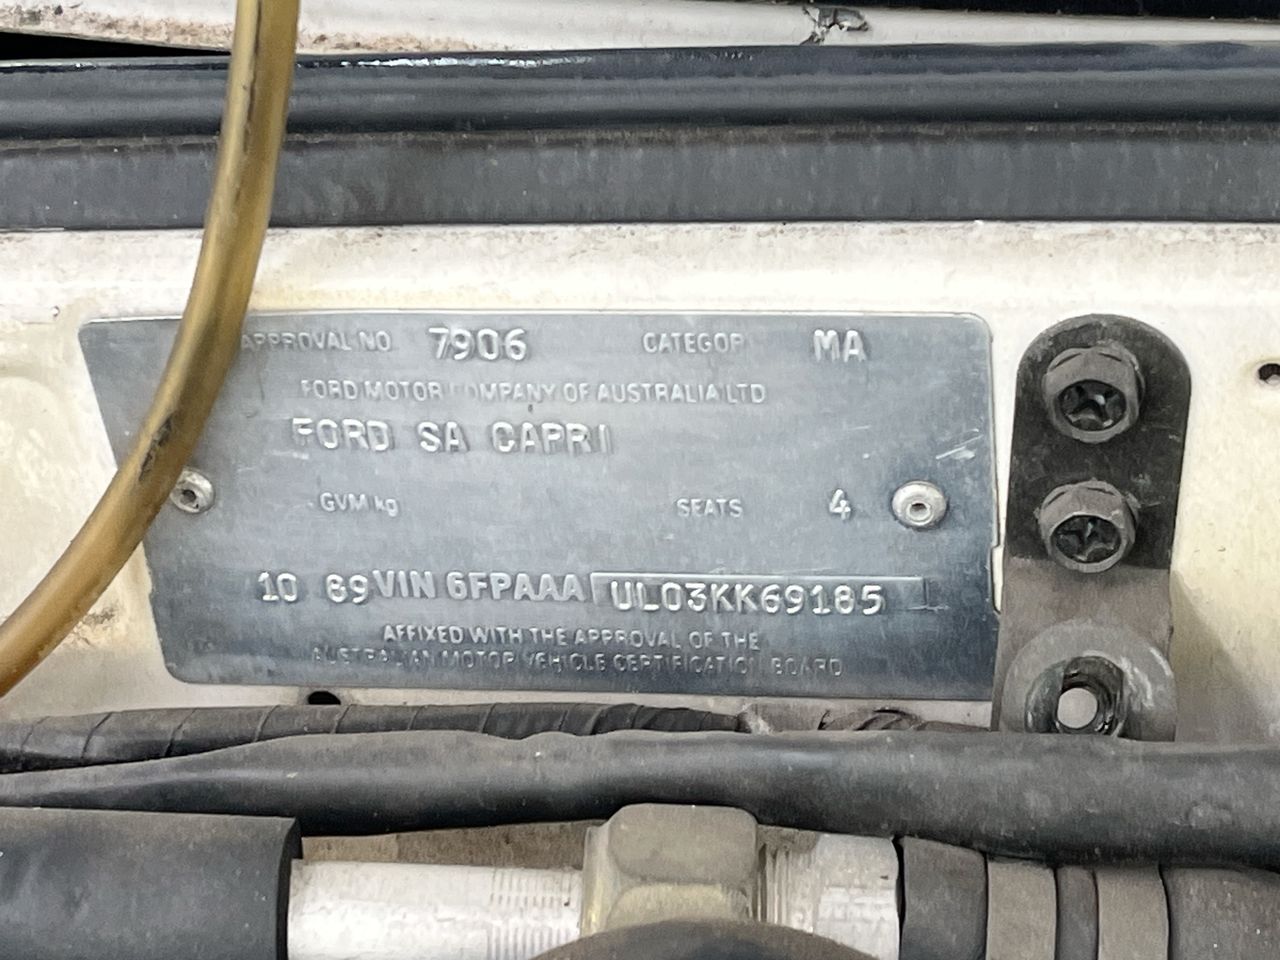 APPROVAL NO 7906 CATEGORY MA
FORD MOTOR COMPANY OF AUSTRALIA LTD
FORD SA CAPRI
GVM kg SEATS 4
10 89 VIN 6FPAAA UL03KK69185
AFFIXED WITH THE APPROVAL OF THE
AUSTRALIAN MOTOR VEHICLE CERTIFICATION BOARD